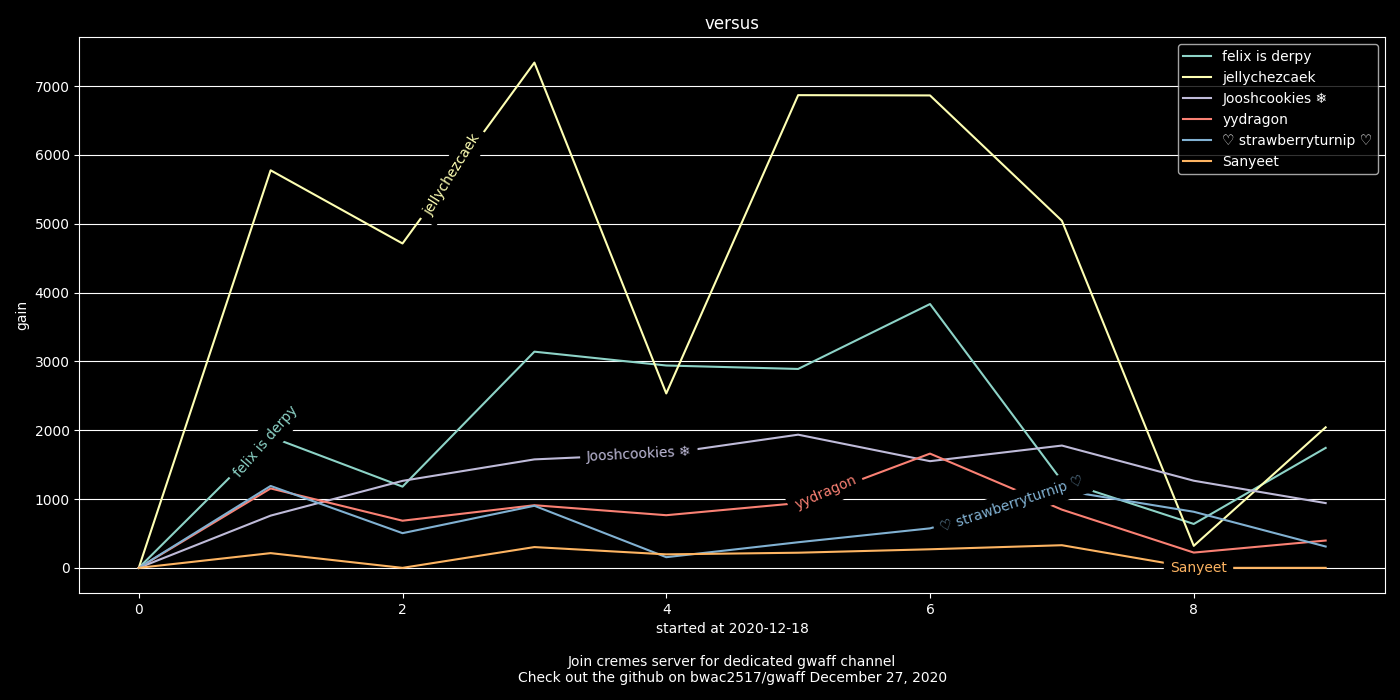 versus
felix is derpy
jellychezcaek
Jooshcookies ❄
yydragon
♡ strawberryturnip ♡
Sanyeet
7000
6000
5000
4000
3000
2000
1000
0
gain
jellychezcaek
felix is derpy
Jooshcookies ❄
yydragon
♡ strawberryturnip ♡
Sanyeet
0 2 4 6 8
started at 2020-12-18
Join cremes server for dedicated gwaff channel
Check out the github on bwac2517/gwaff December 27, 2020